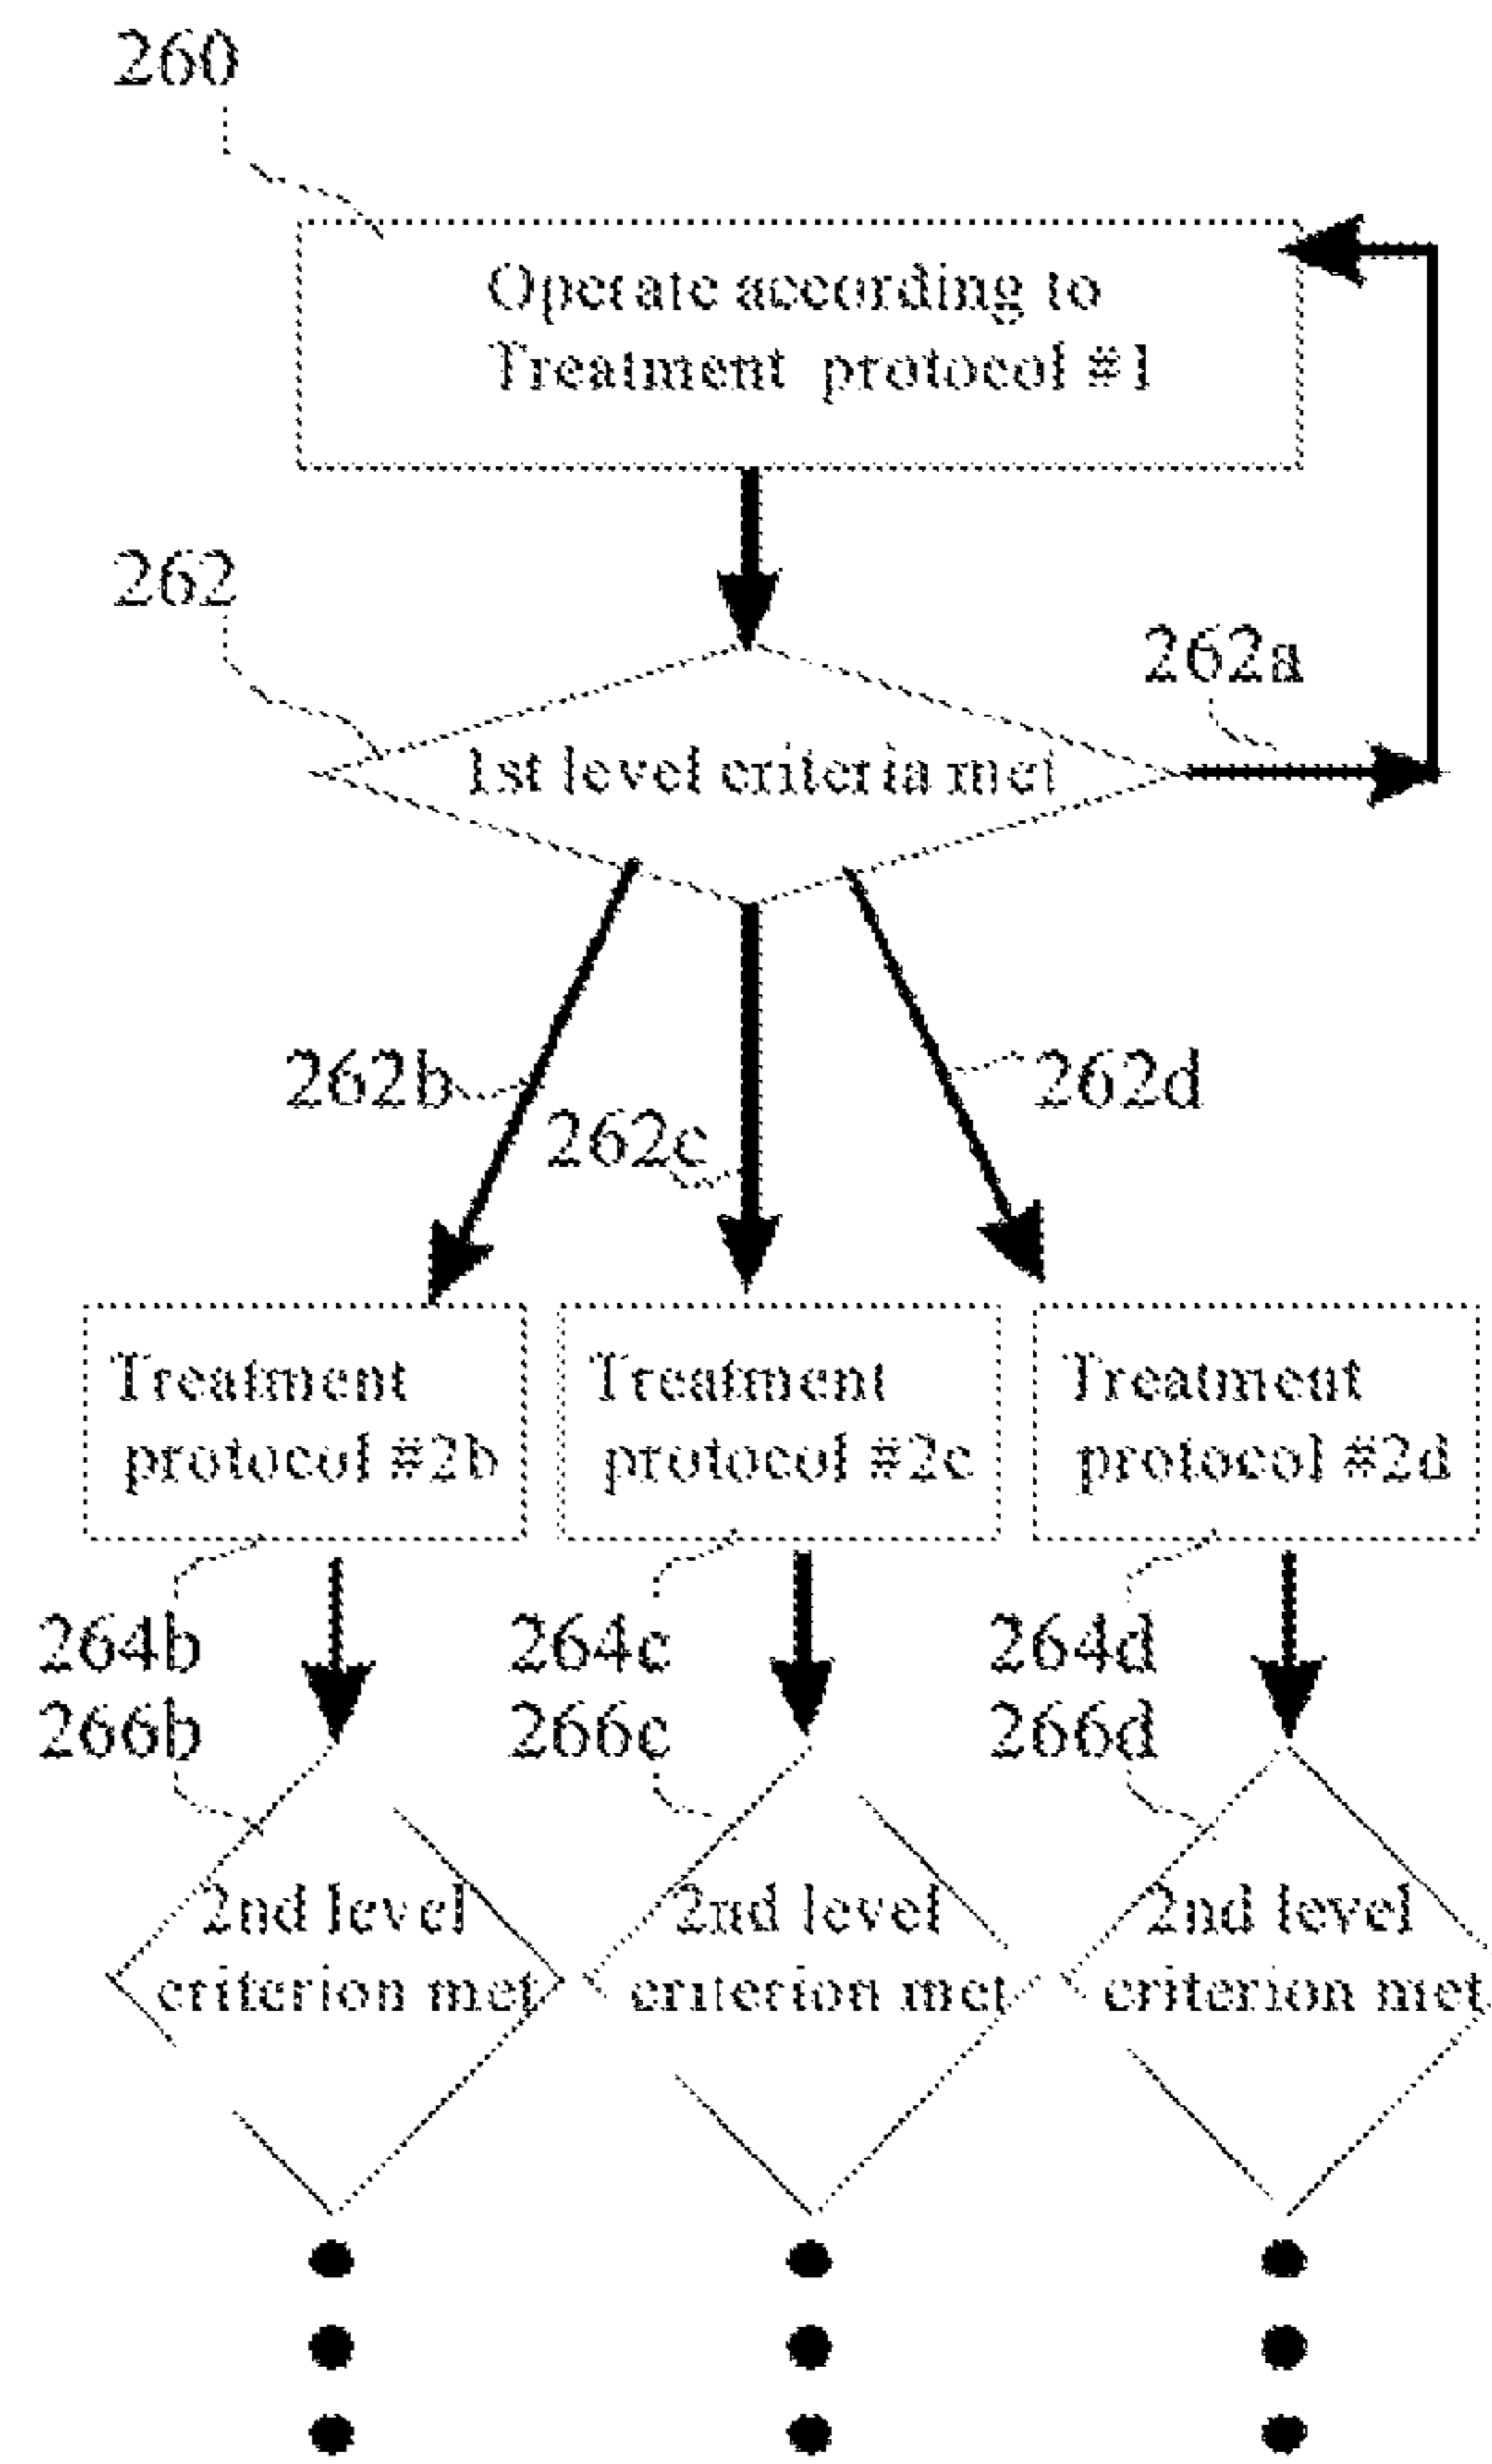 260
Operate according to
Treatment protocol #1
262
262a
1st level criteria met
262b
262c
262d
Treatment
protocol #2b
Treatment
protocol #2c
Treatment
protocol #2d
264b
264c
264d
266b
266c
266d
2nd level
criterion met
2nd level
criterion met
2nd level
criterion met